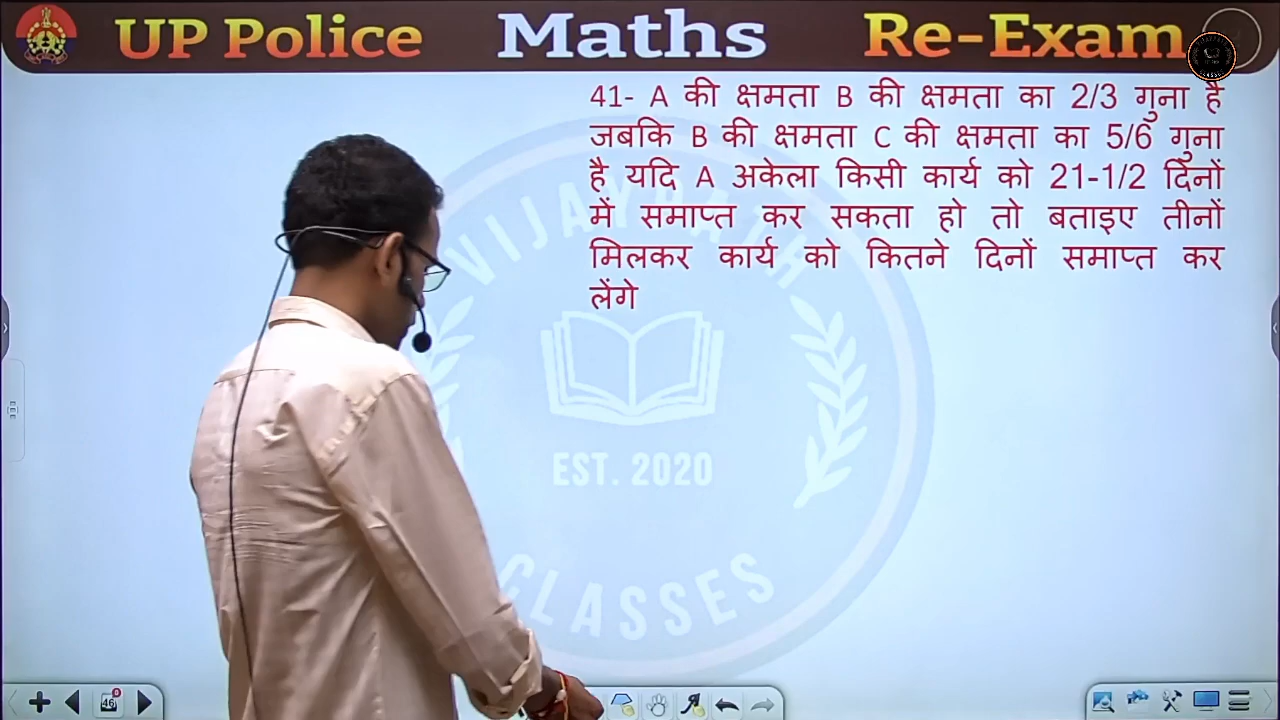 UP Police Maths Re-Exam
41- A की क्षमता B की क्षमता का 2/3 गुना है
जबकि B की क्षमता C की क्षमता का 5/6 गुना
है यदि A अकेला किसी कार्य को 21-1/2 दिनों
में समाप्त कर सकता हो तो बताइए तीनों
मिलकर कार्य को कितने दिनों समाप्त कर
लेंगे
EST. 2020
CLASSES
46